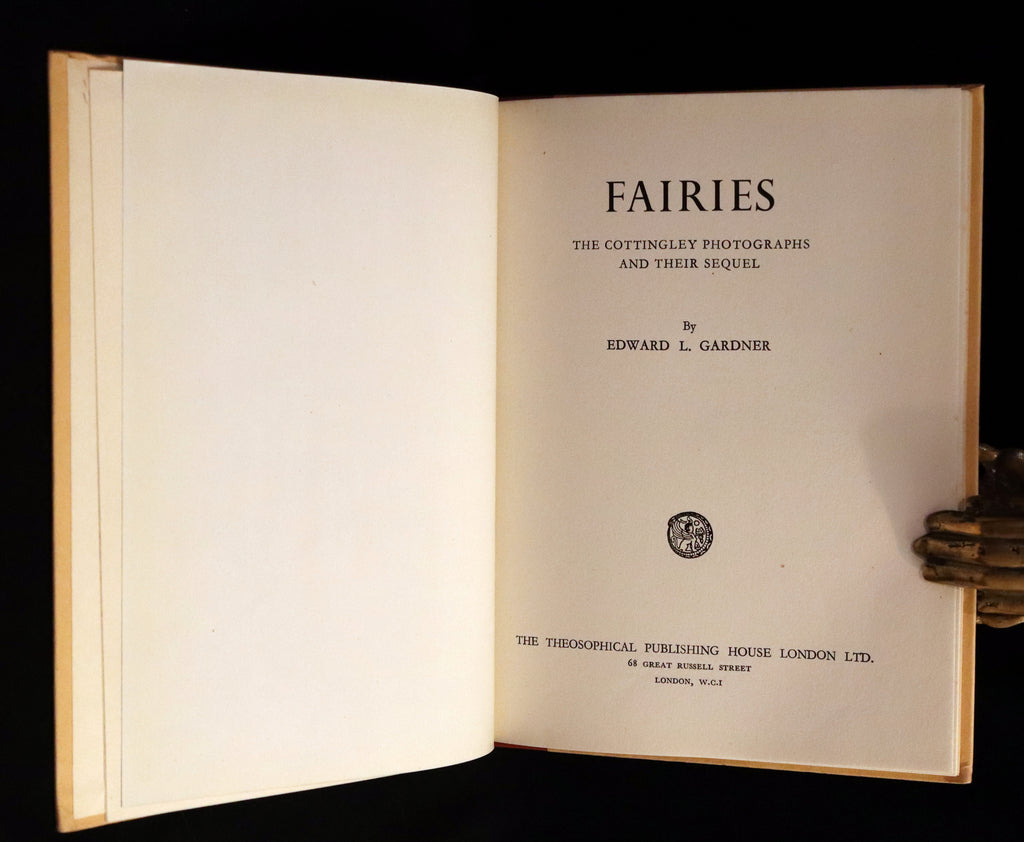 FAIRIES
THE COTTINGLEY PHOTOGRAPHS
AND THEIR SEQUEL
By
EDWARD L. GARDNER
THE THEOSOPHICAL PUBLISHING HOUSE LONDON LTD.
68 GREAT RUSSELL STREET
LONDON, W.C.I